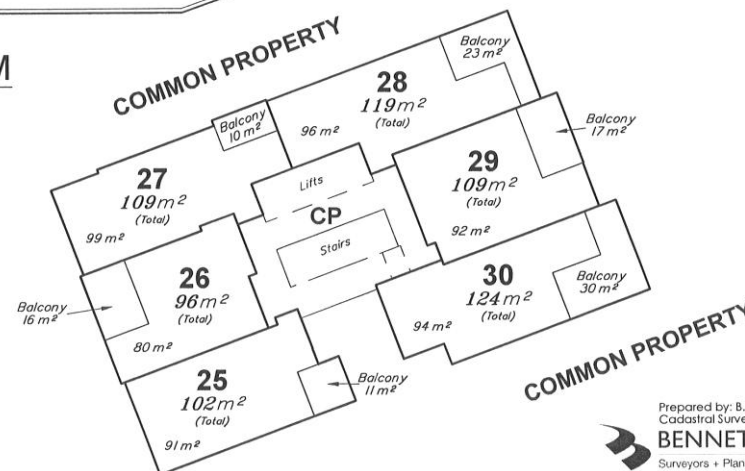 M
COMMON PROPERTY
Balcony
23 m²
28
119m²
(Total)
96 m²
Balcony
10 m²
Balcony
17 m²
27
109m²
(Total)
99 m²
Lifts
CP
Stairs
29
109m²
(Total)
92 m²
26
96m²
(Total)
80 m²
Balcony
16 m²
30
124m²
(Total)
94 m²
Balcony
30 m²
25
102m²
(Total)
91 m²
Balcony
11 m²
COMMON PROPERTY
Prepared by: B.
Cadastral Surve
BENNET
Surveyors + Plan